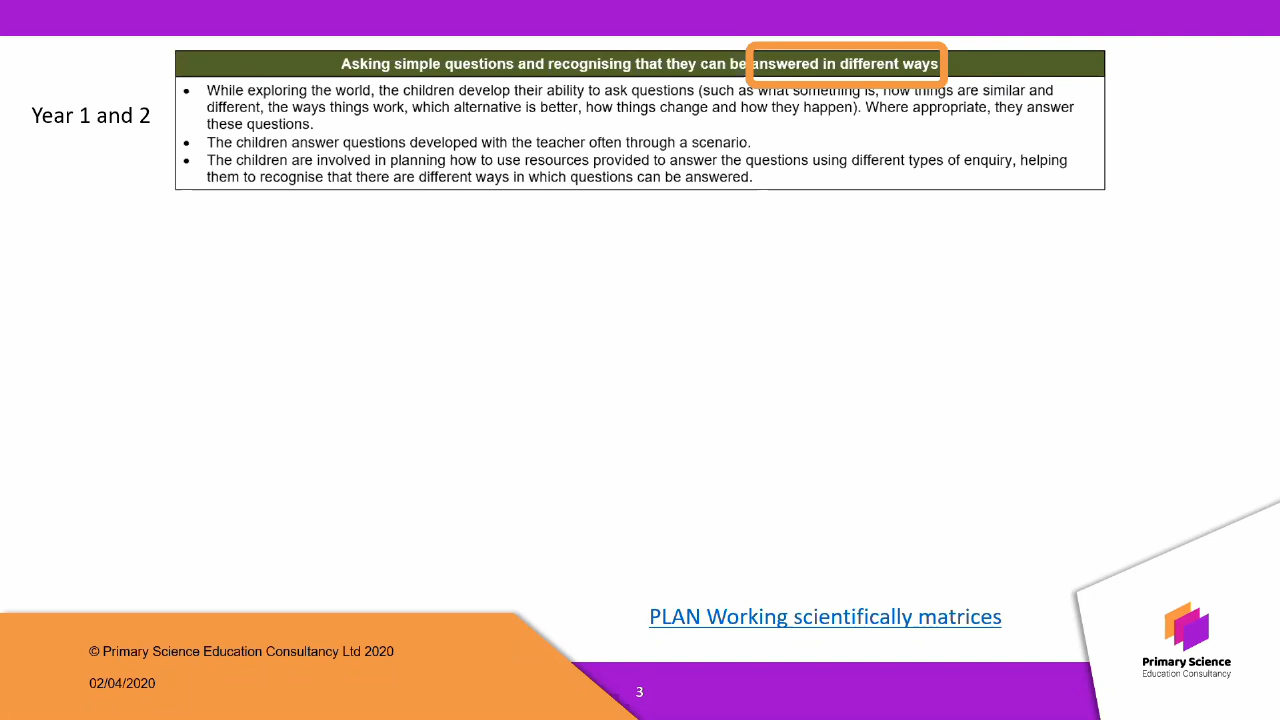 Asking simple questions and recognising that they can be answered in different ways
Year 1 and 2
• While exploring the world, the children develop their ability to ask questions (such as what something is, how things are similar and
different, the ways things work, which alternative is better, how things change and how they happen). Where appropriate, they answer
these questions.
• The children answer questions developed with the teacher often through a scenario.
• The children are involved in planning how to use resources provided to answer the questions using different types of enquiry, helping
them to recognise that there are different ways in which questions can be answered.
PLAN Working scientifically matrices
© Primary Science Education Consultancy Ltd 2020
02/04/2020
3
Primary Science
Education Consultancy